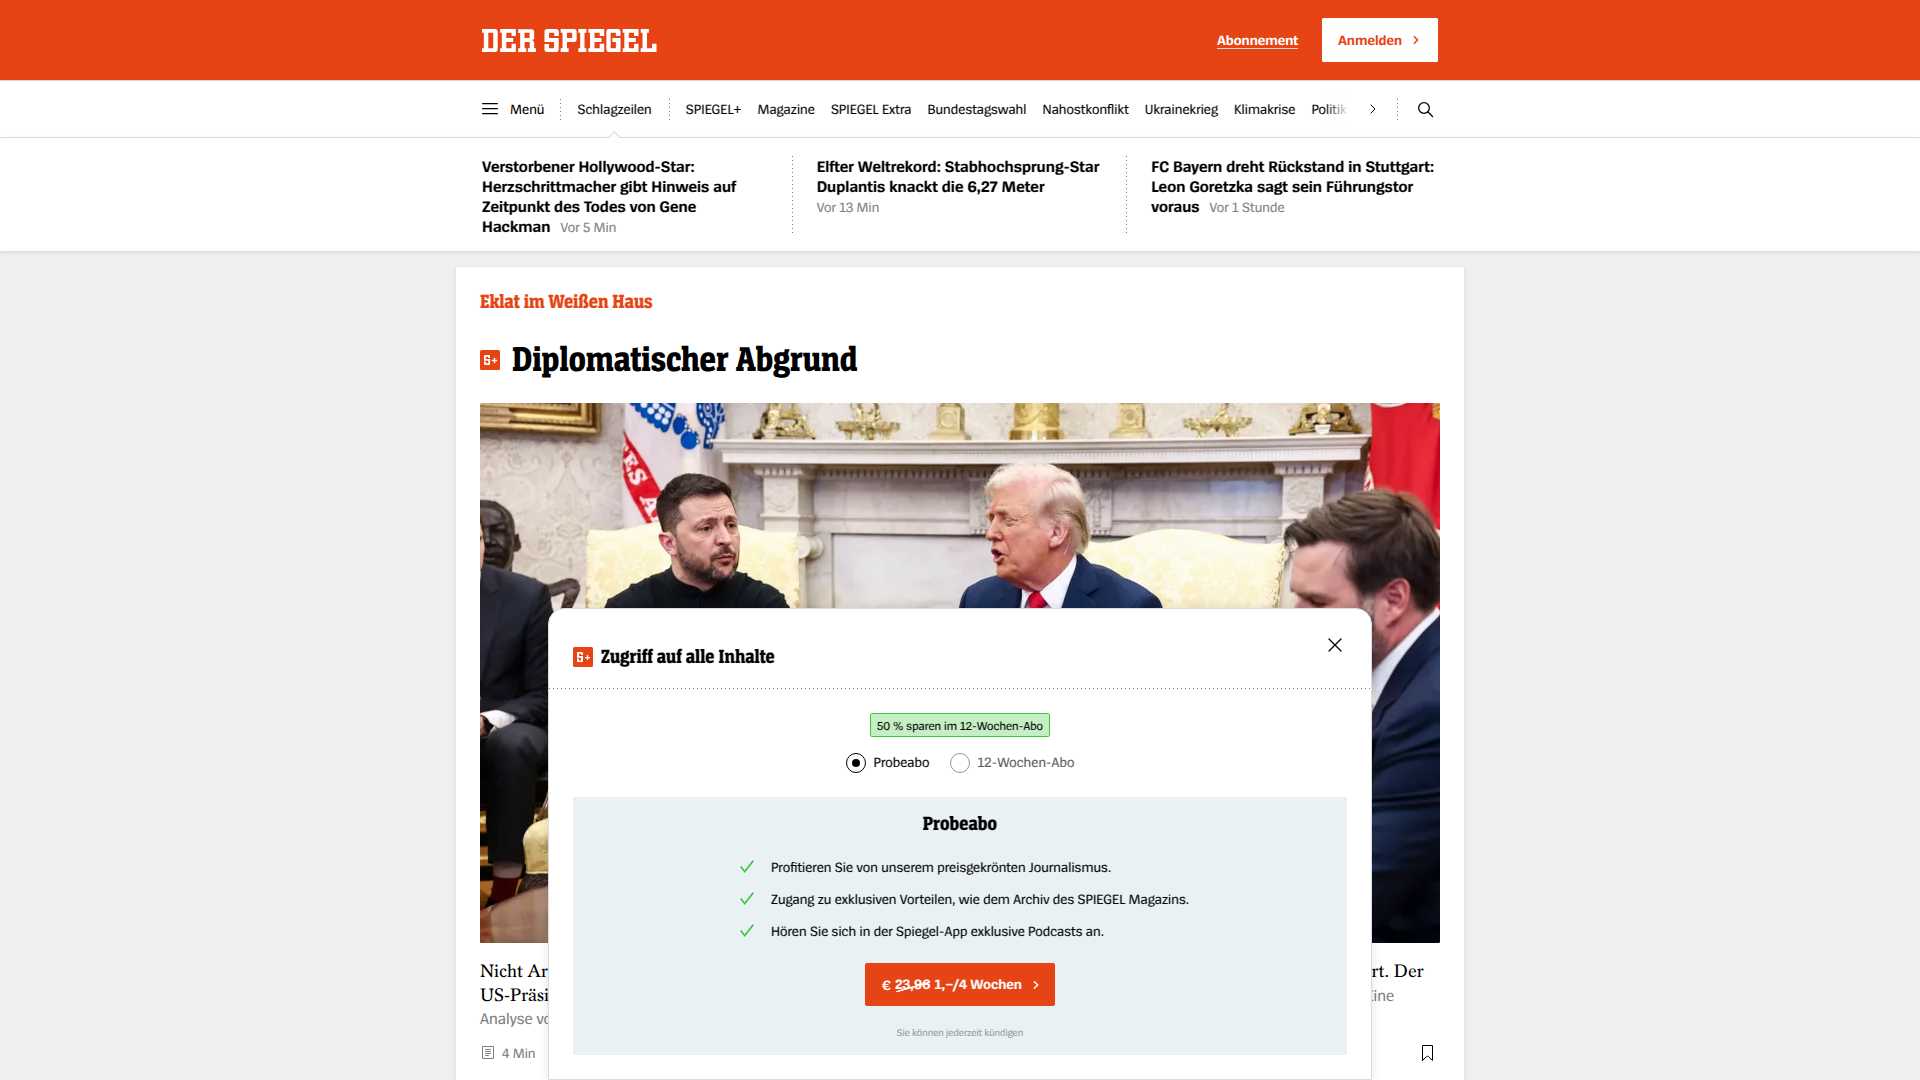 DER SPIEGEL
Abonnement
Anmelden
Menü
Schlagzeilen
SPIEGEL+
Magazine
SPIEGEL Extra
Bundestagswahl
Nahostkonflikt
Ukrainekrieg
Klimakrise
Politik
Verstorbener Hollywood-Star:
Herzschrittmacher gibt Hinweis auf
Zeitpunkt des Todes von Gene
Hackman Vor 5 Min
Elfter Weltrekord: Stabhochsprung-Star
Duplantis knackt die 6,27 Meter
Vor 13 Min
FC Bayern dreht Rückstand in Stuttgart:
Leon Goretzka sagt sein Führungstor
voraus Vor 1 Stunde
Eklat im Weißen Haus
S+ Diplomatischer Abgrund
S+ Zugriff auf alle Inhalte
50 % sparen im 12-Wochen-Abo
Probeabo
12-Wochen-Abo
Probeabo
Profitieren Sie von unserem preisgekrönten Journalismus.
Zugang zu exklusiven Vorteilen, wie dem Archiv des SPIEGEL Magazins.
Hören Sie sich in der Spiegel-App exklusive Podcasts an.
€ 23,96 1,–/4 Wochen
Sie können jederzeit kündigen
Nicht Ar
rt. Der
US-Präsi
Eine
Analyse vo
4 Min